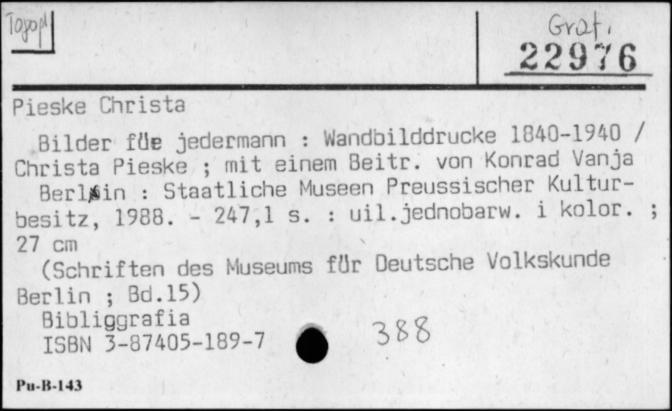 Graf.
22976
Pieske Christa
Bilder füe jedermann : Wandbilddrucke 1840-1940 /
Christa Pieske ; mit einem Beitr. von Konrad Vanja
Berlin : Staatliche Museen Preussischer Kultur-
besitz, 1988. - 247,1 s. : uil.jednobarw. i kolor. ;
27 cm
(Schriften des Museums für Deutsche Volkskunde
Berlin ; Bd.15)
Bibliggrafia
ISBN 3-87405-189-7
388
Pu-B-143